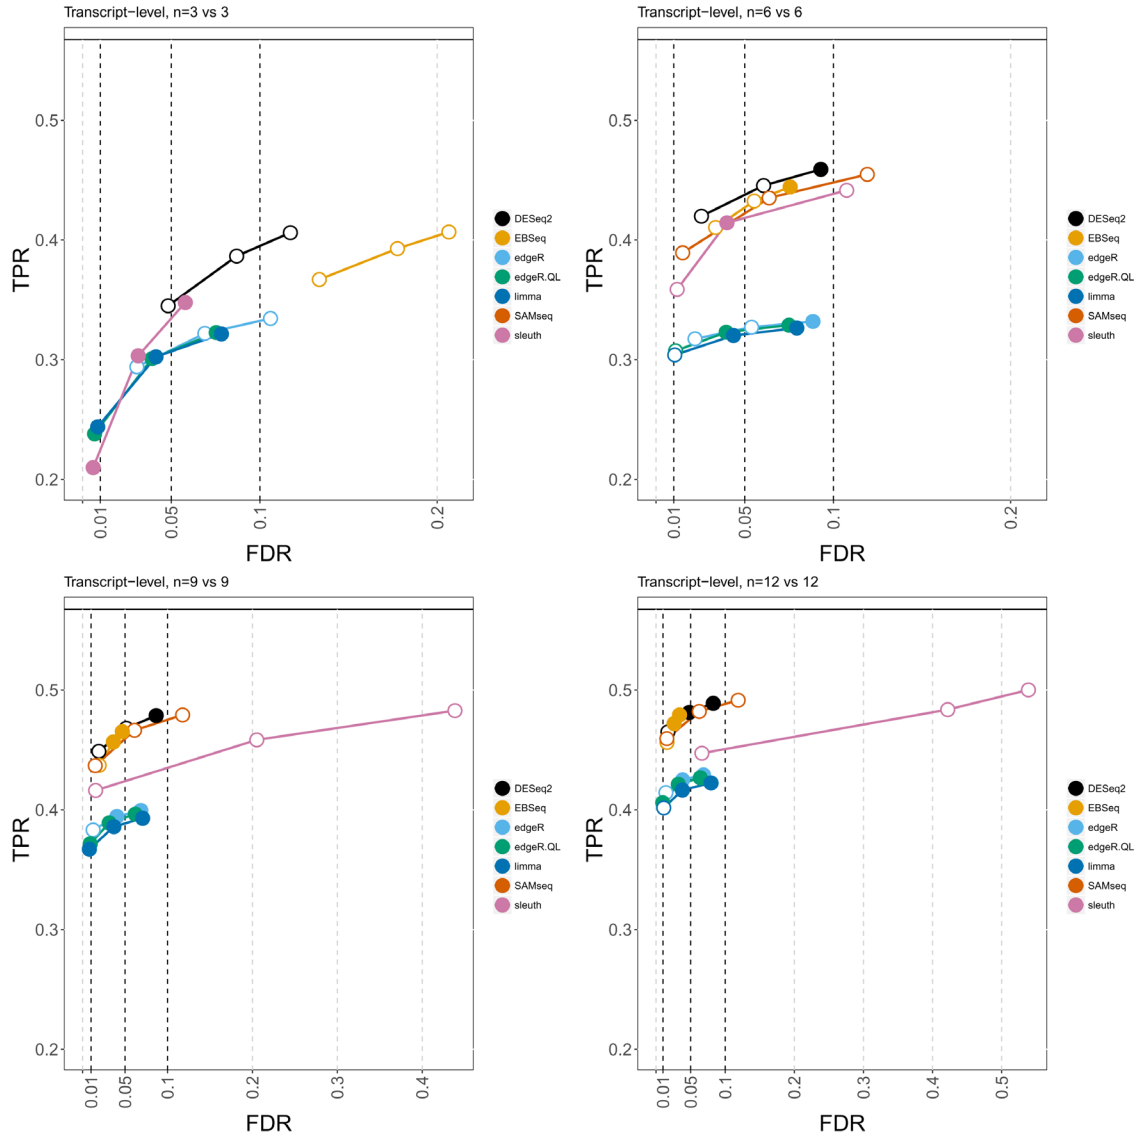 Transcript−level, n=3 vs 3
TPR
0.5
0.4
0.3
0.2
0.01
0.05
0.1
0.2
FDR
DESeq2
EBSeq
edgeR
edgeR.QL
limma
SAMseq
sleuth
Transcript−level, n=6 vs 6
TPR
0.5
0.4
0.3
0.2
0.01
0.05
0.1
0.2
FDR
DESeq2
EBSeq
edgeR
edgeR.QL
limma
SAMseq
sleuth
Transcript−level, n=9 vs 9
TPR
0.5
0.4
0.3
0.2
0.01
0.05
0.1
0.2
0.3
0.4
FDR
DESeq2
EBSeq
edgeR
edgeR.QL
limma
SAMseq
sleuth
Transcript−level, n=12 vs 12
TPR
0.5
0.4
0.3
0.2
0.01
0.05
0.1
0.2
0.3
0.4
0.5
FDR
DESeq2
EBSeq
edgeR
edgeR.QL
limma
SAMseq
sleuth